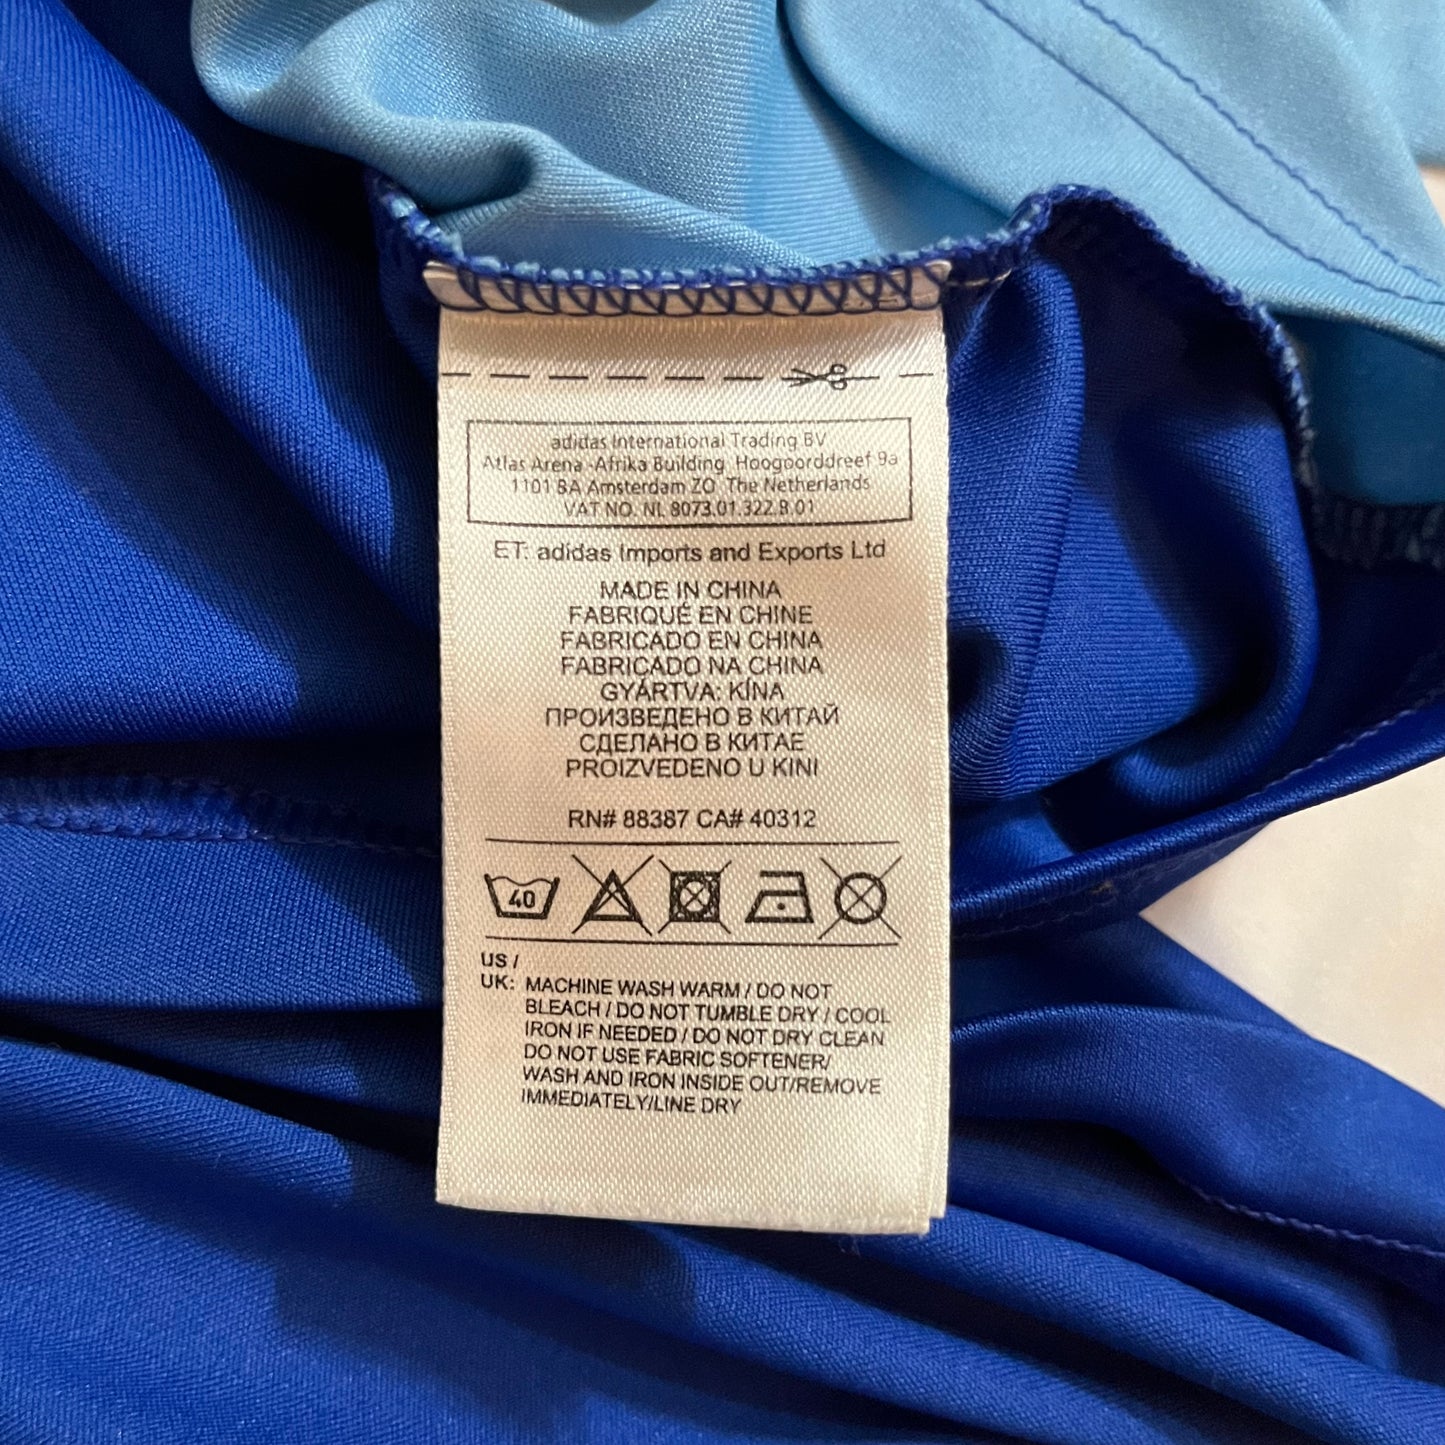 adidas International Trading BV
Atlas Arena -Afrika Building Hoogoorddreef 9a
1101 BA Amsterdam ZO The Netherlands
VAT NO. NL 8073.01.322.B.01
ET: adidas Imports and Exports Ltd
MADE IN CHINA
FABRIQUÉ EN CHINE
FABRICADO EN CHINA
FABRICADO NA CHINA
GYÁRTVA: KÍNA
ПРОИЗВЕДЕНО В КИТАЙ
СДЕЛАНО В КИТАЕ
PROIZVEDENO U KINI
RN# 88387 CA# 40312
40
US /
UK: MACHINE WASH WARM / DO NOT
BLEACH / DO NOT TUMBLE DRY / COOL
IRON IF NEEDED / DO NOT DRY CLEAN
DO NOT USE FABRIC SOFTENER/
WASH AND IRON INSIDE OUT/REMOVE
IMMEDIATELY/LINE DRY